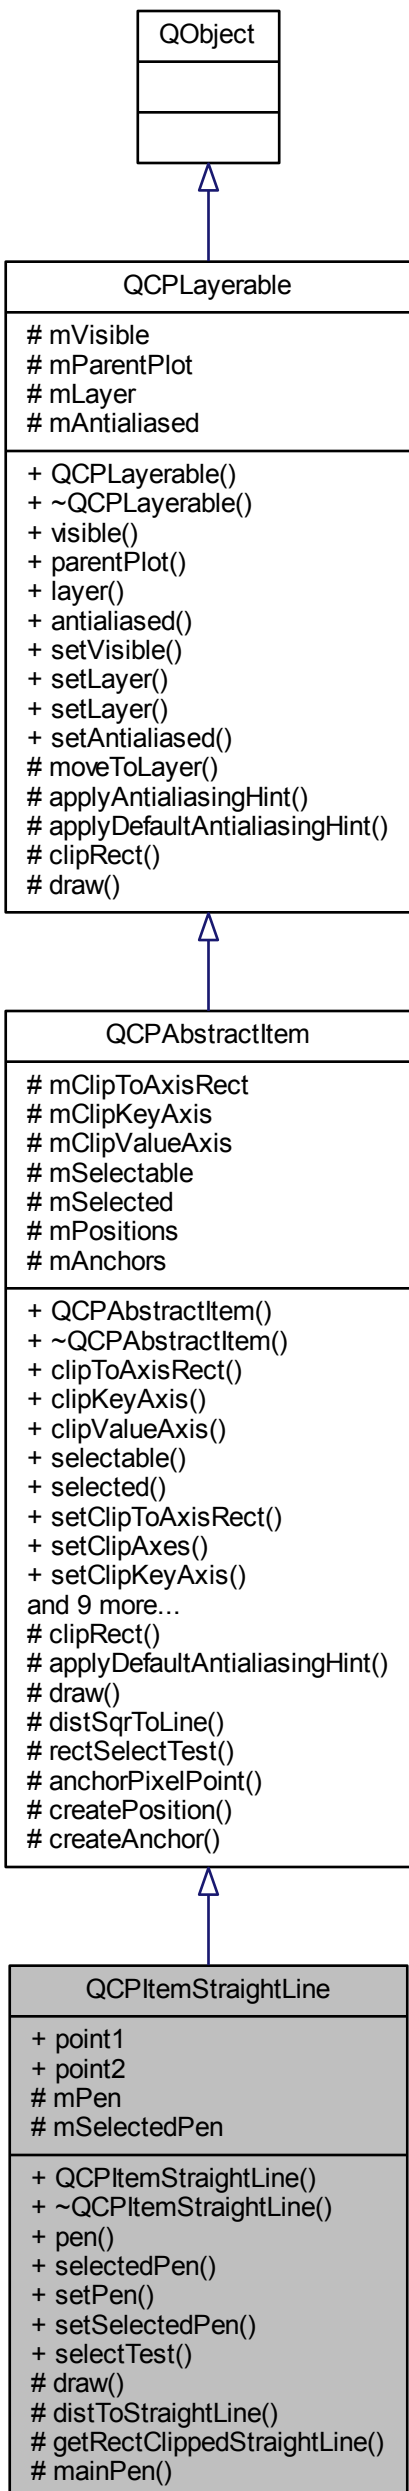 QObject
QCPLayerable
# mVisible
# mParentPlot
# mLayer
# mAntialiased
+ QCPLayerable()
+ ~QCPLayerable()
+ visible()
+ parentPlot()
+ layer()
+ antialiased()
+ setVisible()
+ setLayer()
+ setLayer()
+ setAntialiased()
# moveToLayer()
# applyAntialiasingHint()
# applyDefaultAntialiasingHint()
# clipRect()
# draw()
QCPAbstractItem
# mClipToAxisRect
# mClipKeyAxis
# mClipValueAxis
# mSelectable
# mSelected
# mPositions
# mAnchors
+ QCPAbstractItem()
+ ~QCPAbstractItem()
+ clipToAxisRect()
+ clipKeyAxis()
+ clipValueAxis()
+ selectable()
+ selected()
+ setClipToAxisRect()
+ setClipAxes()
+ setClipKeyAxis()
and 9 more...
# clipRect()
# applyDefaultAntialiasingHint()
# draw()
# distSqrToLine()
# rectSelectTest()
# anchorPixelPoint()
# createPosition()
# createAnchor()
QCPItemStraightLine
+ point1
+ point2
# mPen
# mSelectedPen
+ QCPItemStraightLine()
+ ~QCPItemStraightLine()
+ pen()
+ selectedPen()
+ setPen()
+ setSelectedPen()
+ selectTest()
# draw()
# distToStraightLine()
# getRectClippedStraightLine()
# mainPen()